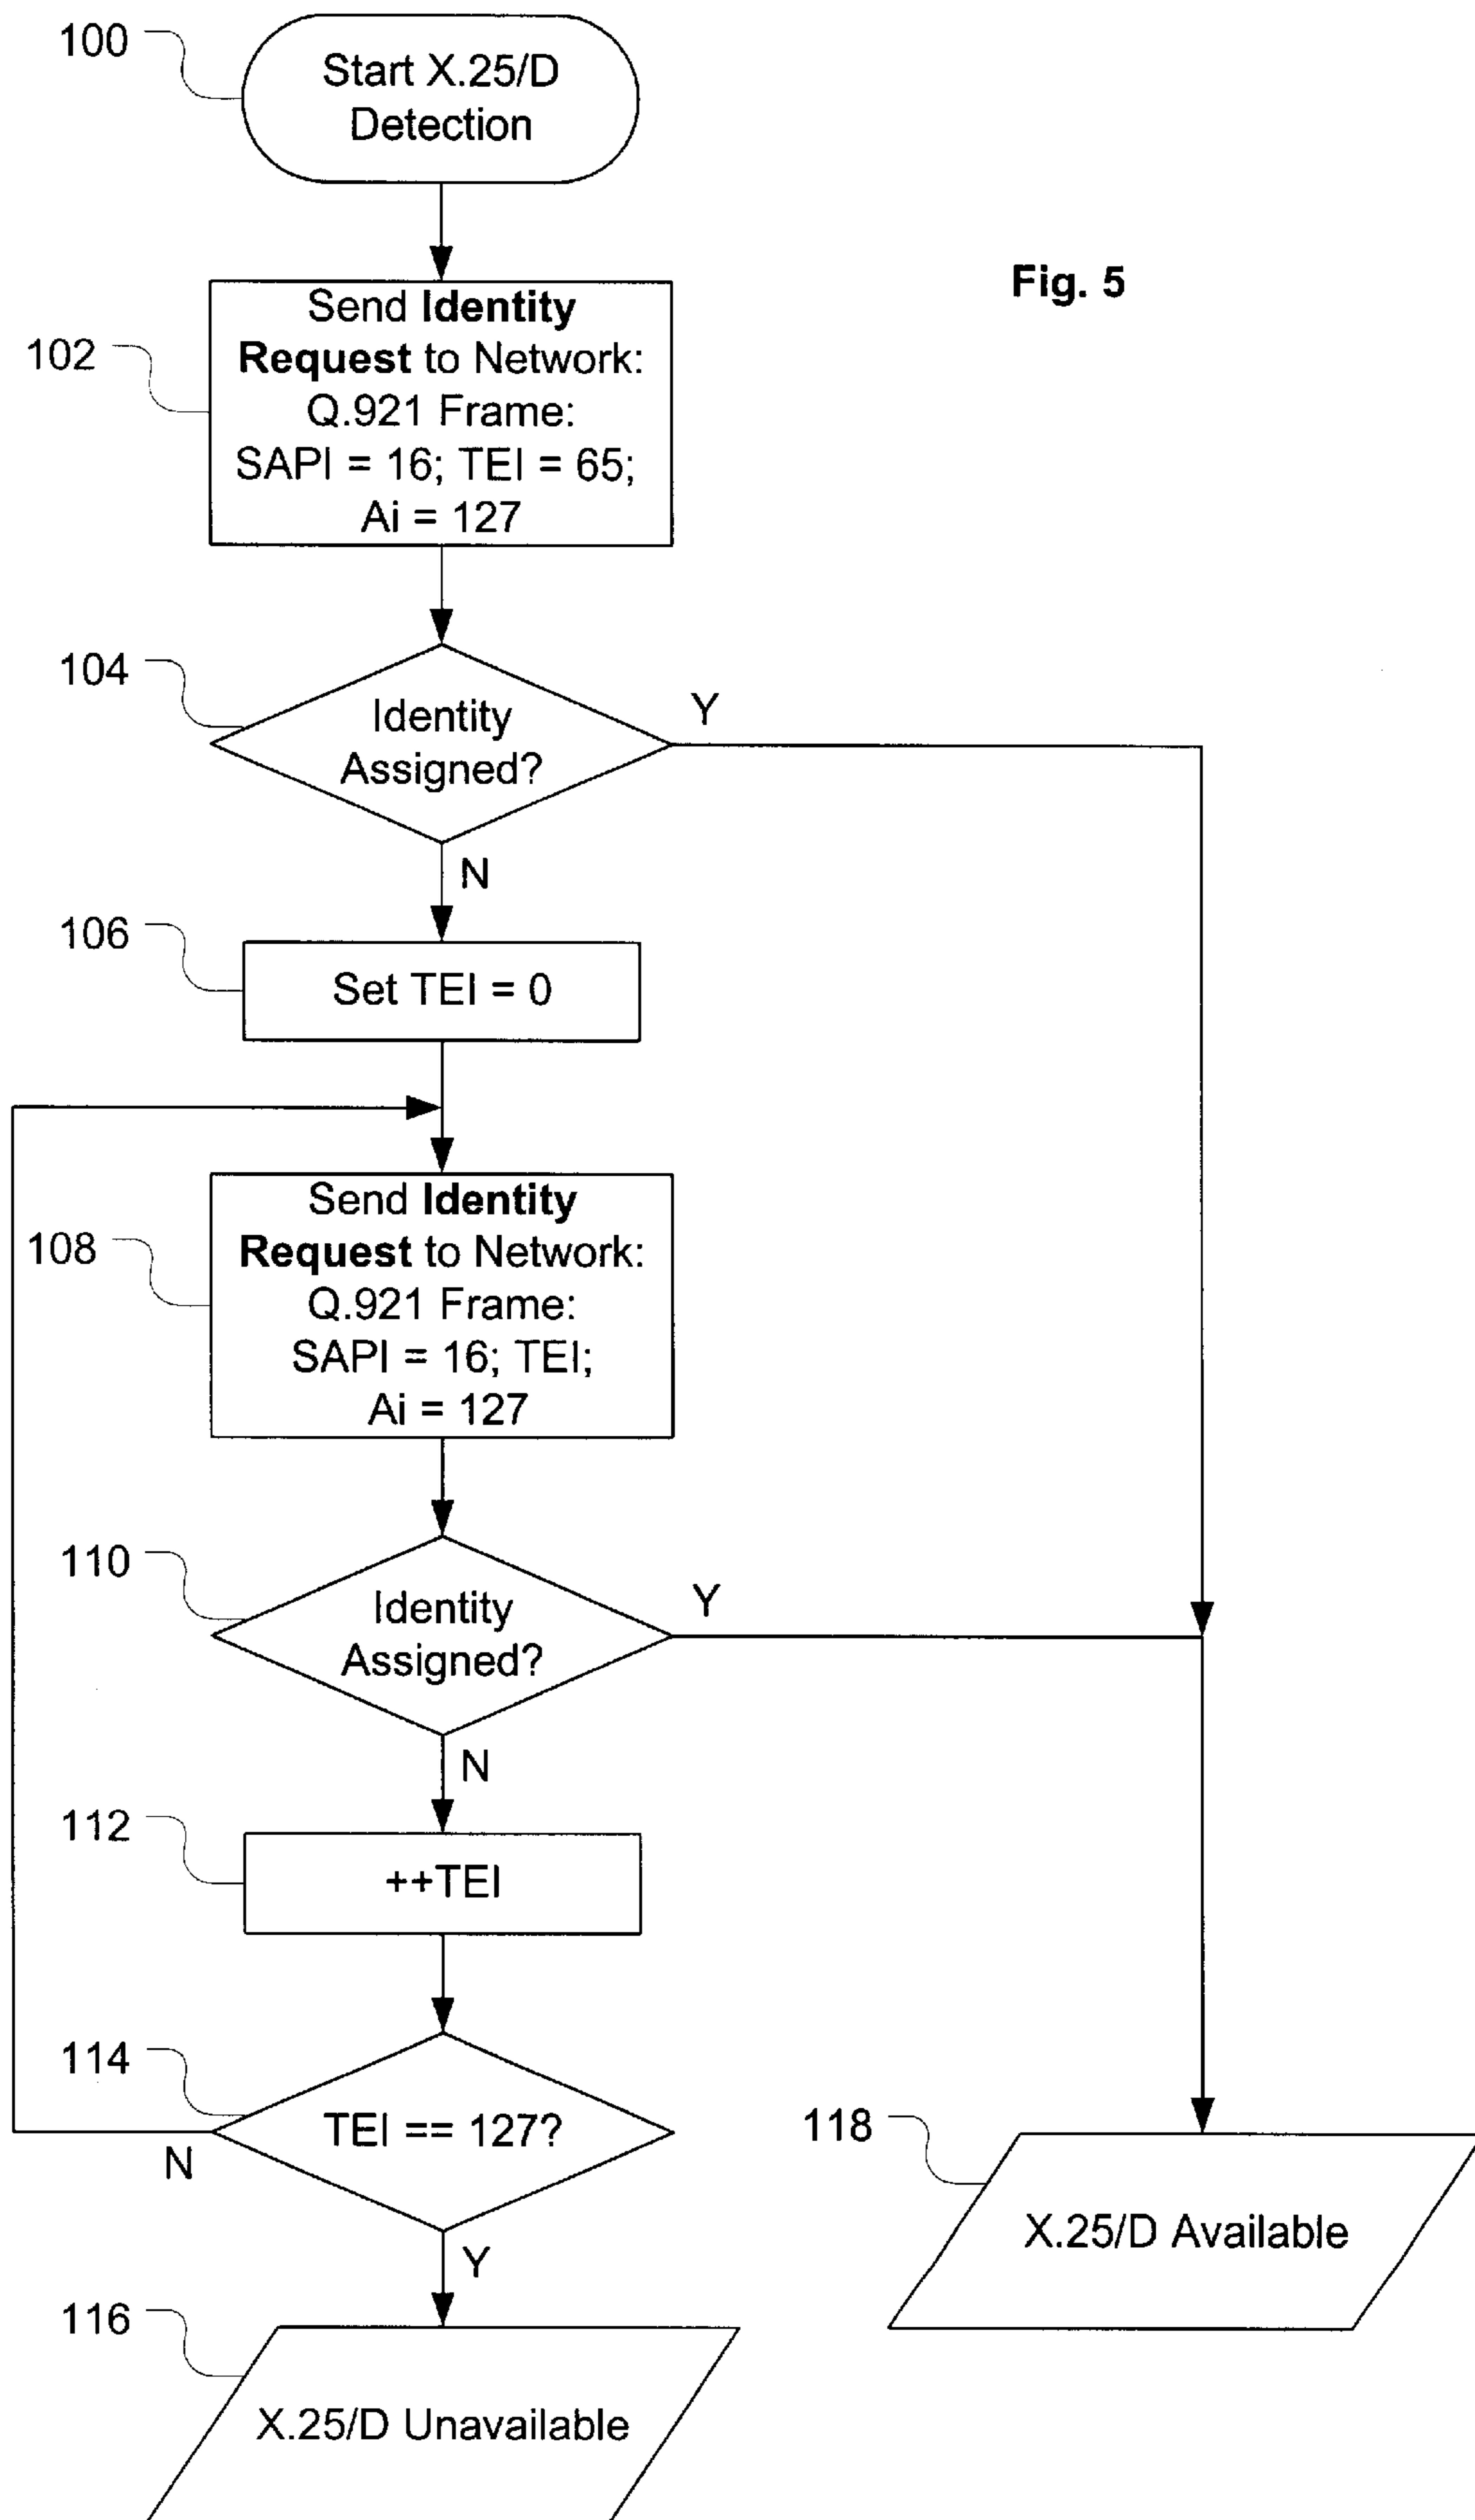 100
Start X.25/D
Detection
Fig. 5
102
Send Identity
Request to Network:
Q.921 Frame:
SAPI = 16; TEI = 65;
Ai = 127
104
Identity
Assigned?
Y
N
106
Set TEI = 0
108
Send Identity
Request to Network:
Q.921 Frame:
SAPI = 16; TEI;
Ai = 127
110
Identity
Assigned?
Y
N
112
++TEI
114
TEI == 127?
N
Y
118
X.25/D Available
116
X.25/D Unavailable